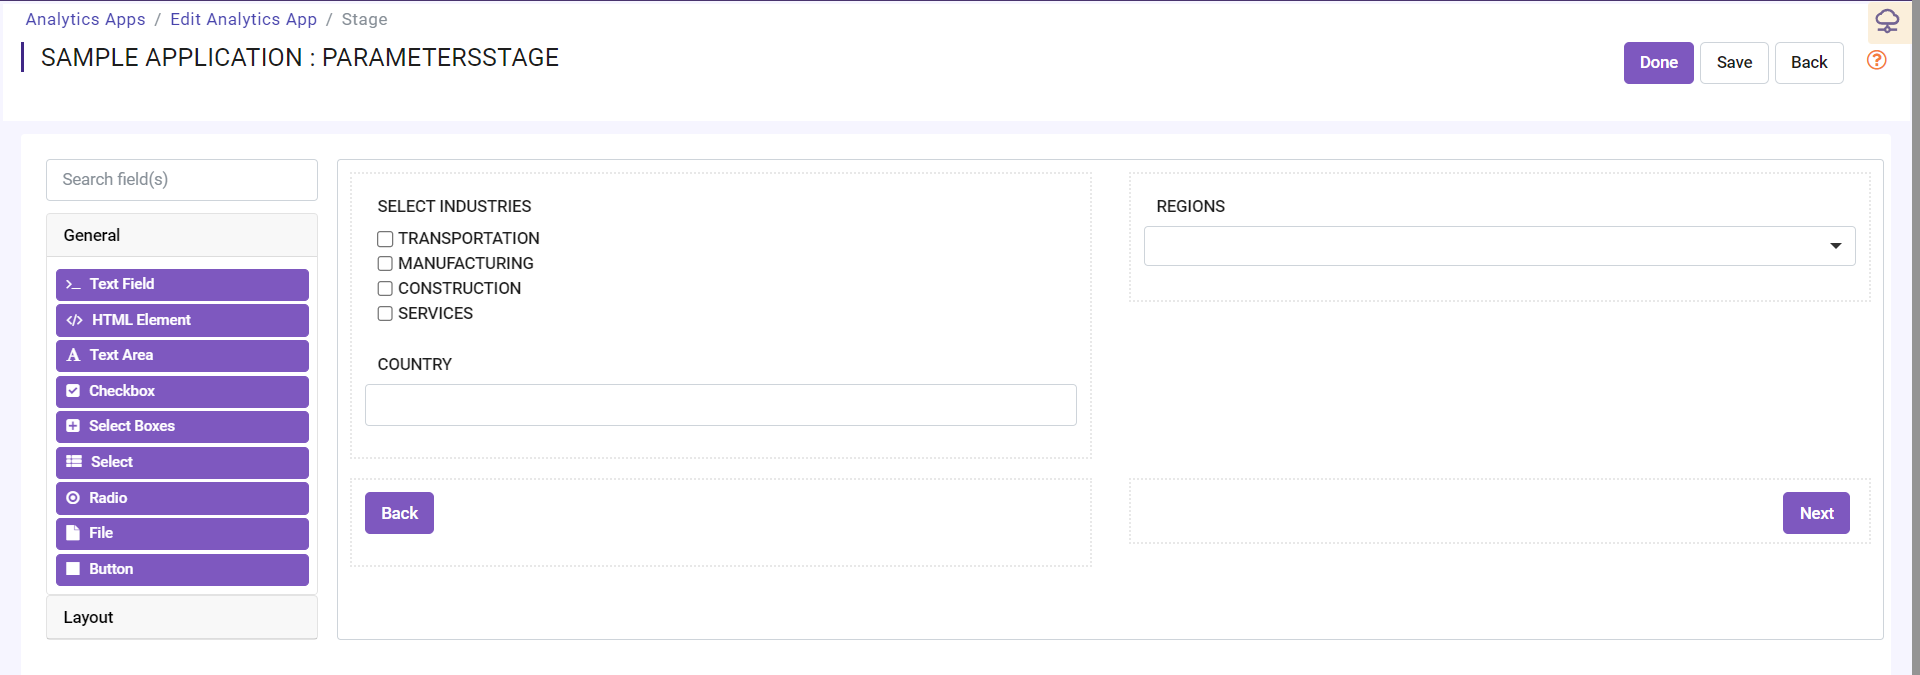 Analytics Apps / Edit Analytics App / Stage
SAMPLE APPLICATION : PARAMETERSSTAGE
Done
Save
Back
?
Search field(s)
General
Text Field
HTML Element
Text Area
Checkbox
Select Boxes
Select
Radio
File
Button
Layout
SELECT INDUSTRIES
TRANSPORTATION
MANUFACTURING
CONSTRUCTION
SERVICES
COUNTRY
REGIONS
Back
Next